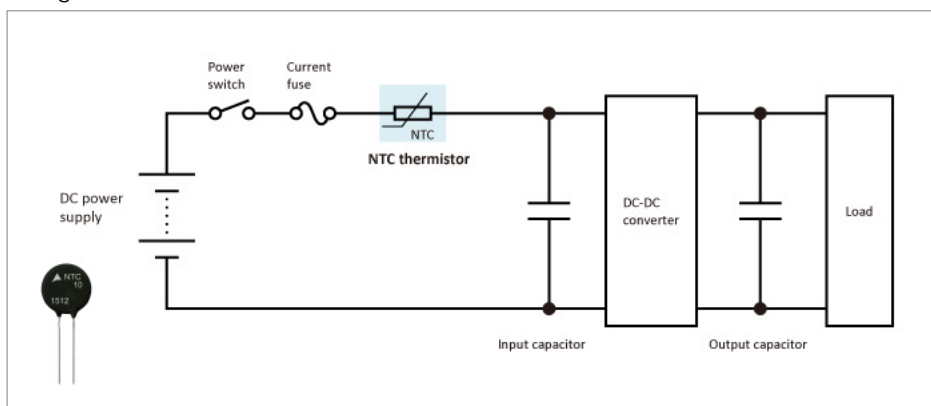 Power
switch
Current
fuse
NTC
NTC thermistor
DC power
supply
DC-DC
converter
Load
NTC
10
1512
Input capacitor
Output capacitor